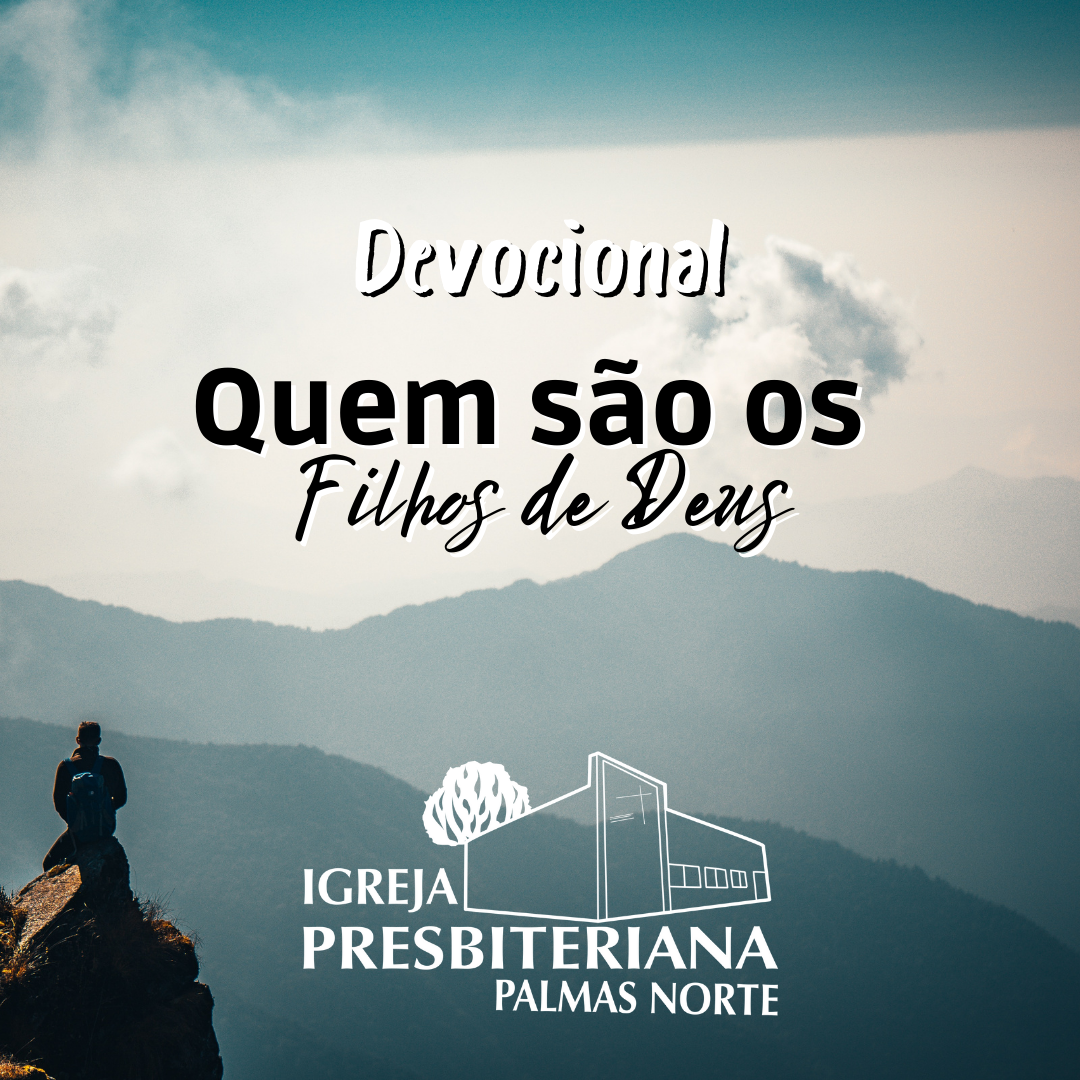 Devocional
Quem são os
Filhos de Deus
IGREJA
PRESBITERIANA
PALMAS NORTE